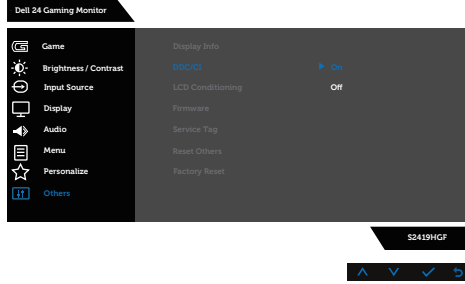 Dell 24 Gaming Monitor
Game
Display Info
Brightness / Contrast
DDC/CI
On
Input Source
LCD Conditioning
Off
Display
Firmware
Audio
Service Tag
Menu
Reset Others
Personalize
Factory Reset
Others
S2419HGF